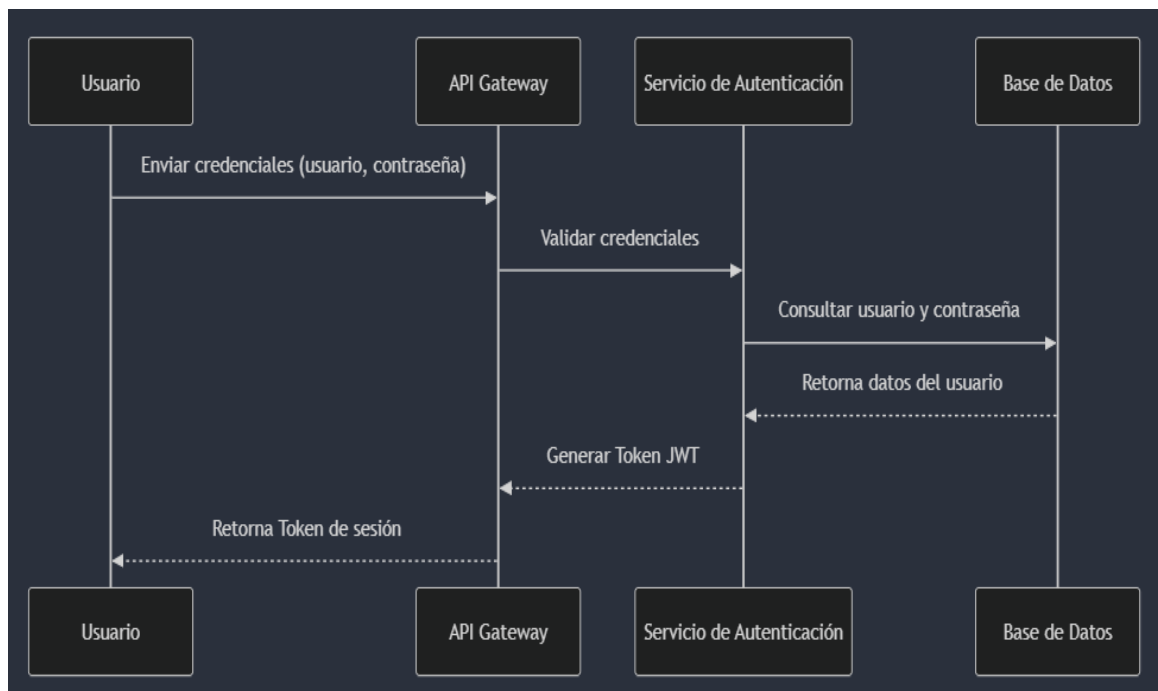 Usuario
API Gateway
Servicio de Autenticación
Base de Datos
Enviar credenciales (usuario, contraseña)
Validar credenciales
Consultar usuario y contraseña
Retorna datos del usuario
Generar Token JWT
Retorna Token de sesión
Usuario
API Gateway
Servicio de Autenticación
Base de Datos